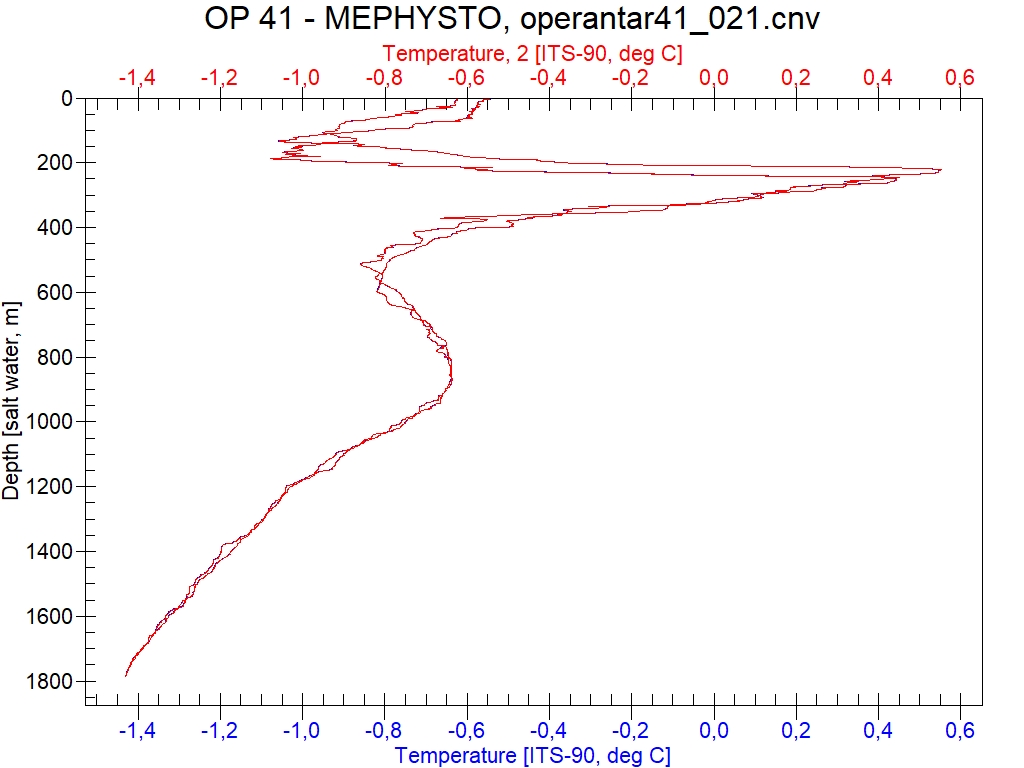 OP 41 - MEPHYSTO, operantar41_021.cnv
Temperature, 2 [ITS-90, deg C]
-1,4 -1,2 -1,0 -0,8 -0,6 -0,4 -0,2 0,0 0,2 0,4 0,6
0
200
400
600
800
1000
1200
1400
1600
1800
Depth [salt water, m]
-1,4 -1,2 -1,0 -0,8 -0,6 -0,4 -0,2 0,0 0,2 0,4 0,6
Temperature [ITS-90, deg C]